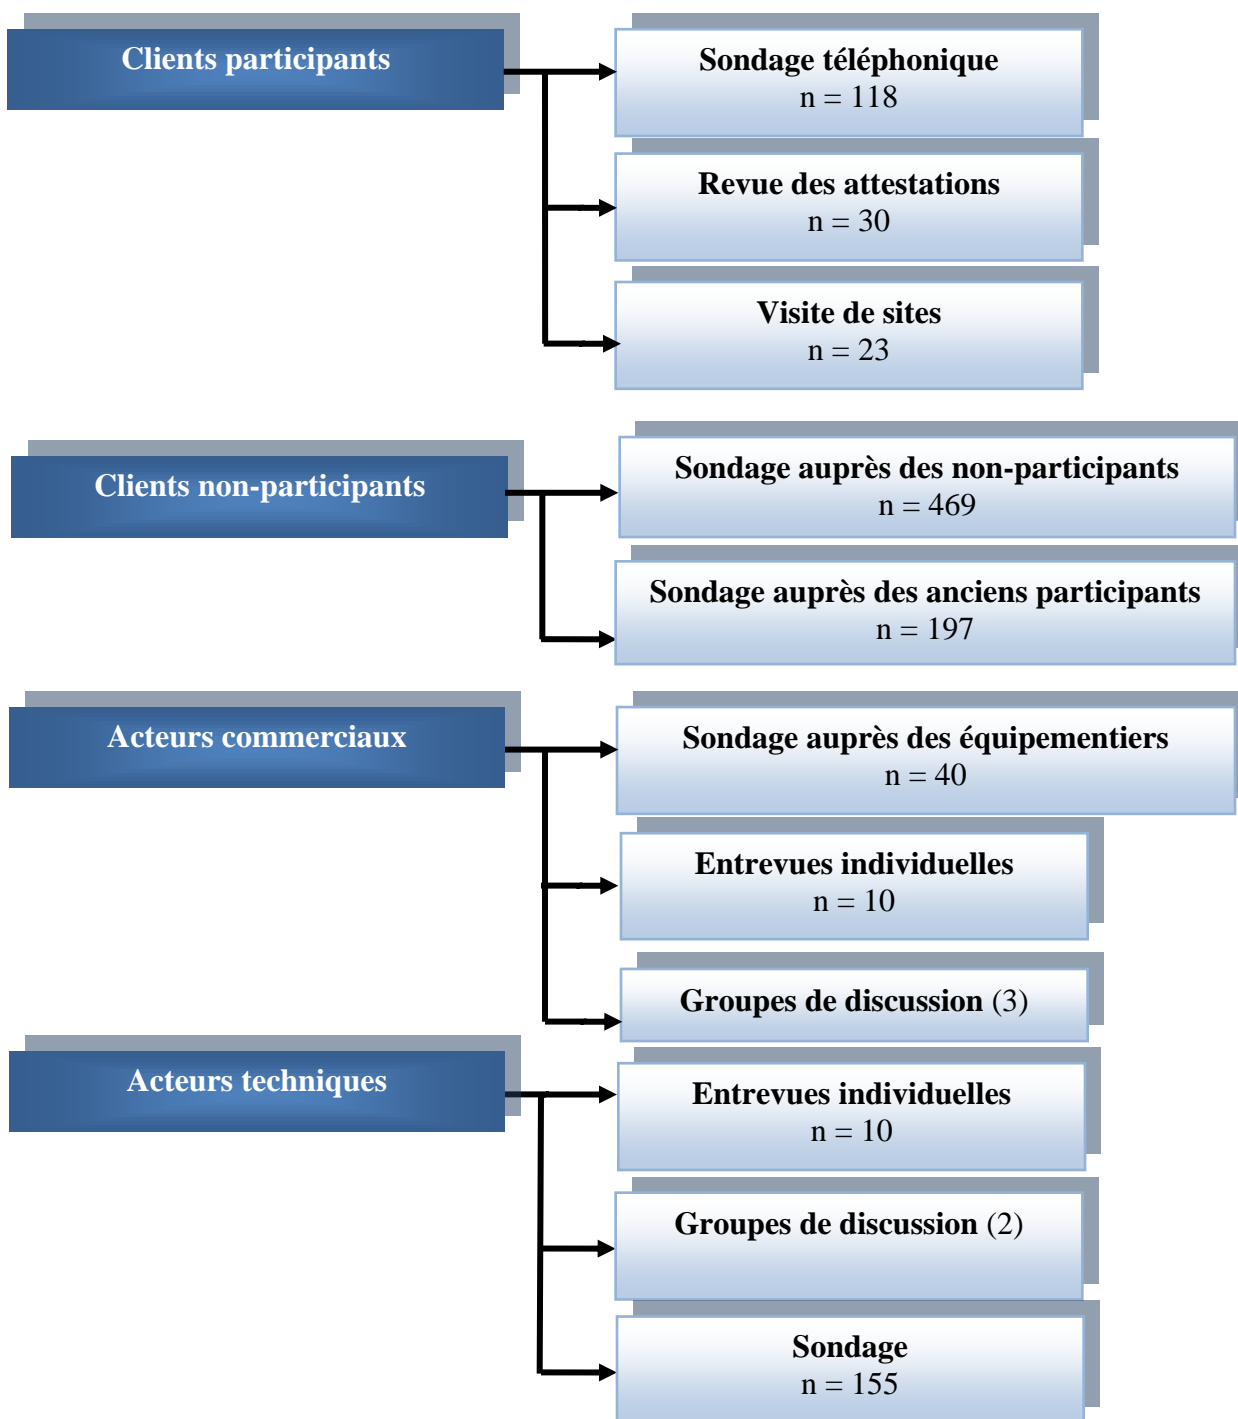 Clients participants
Sondage téléphonique
n = 118
Revue des attestations
n = 30
Visite de sites
n = 23
Clients non-participants
Sondage auprès des non-participants
n = 469
Sondage auprès des anciens participants
n = 197
Acteurs commerciaux
Sondage auprès des équipementiers
n = 40
Entrevues individuelles
n = 10
Groupes de discussion (3)
Acteurs techniques
Entrevues individuelles
n = 10
Groupes de discussion (2)
Sondage
n = 155